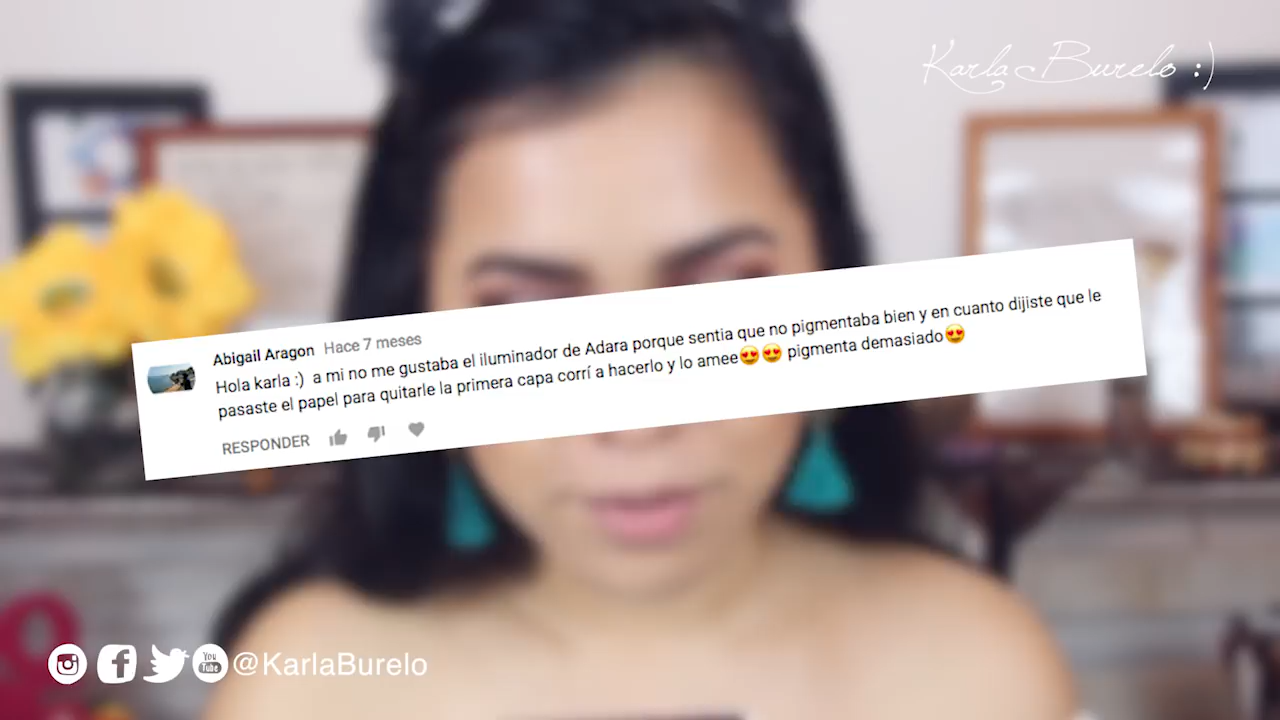 Karla Burelo :)
Abigail Aragon Hace 7 meses
Hola karla :) a mi no me gustaba el iluminador de Adara porque sentia que no pigmentaba bien y en cuanto dijiste que le
pasaste el papel para quitarle la primera capa corrí a hacerlo y lo amee😍😍 pigmenta demasiado😍
RESPONDER
You
Tube
@KarlaBurelo